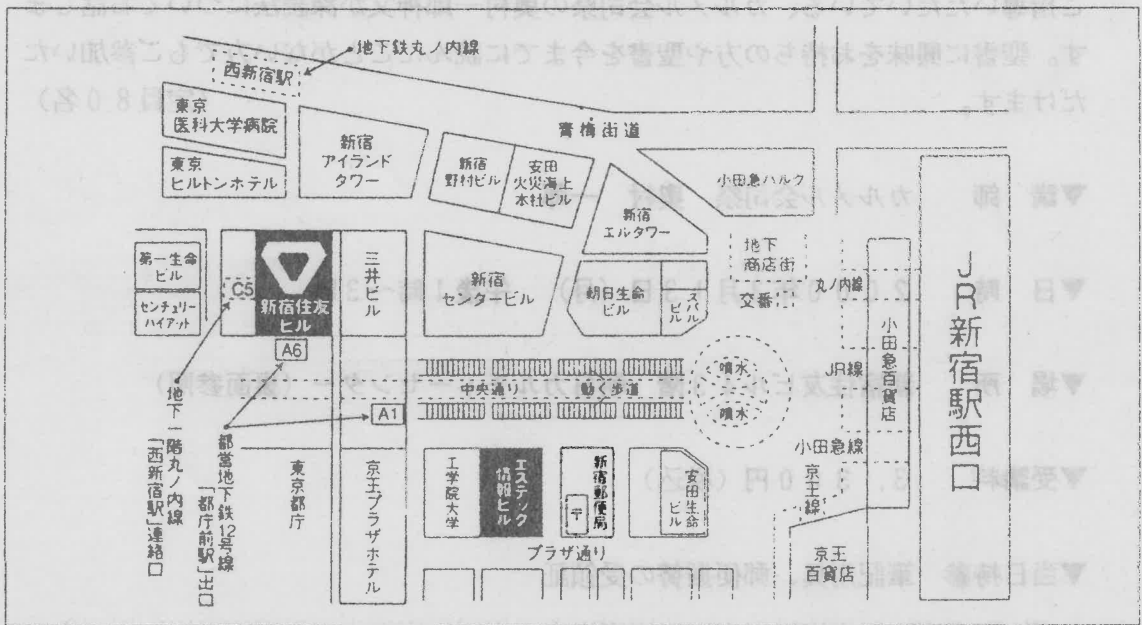 地下鉄丸ノ内線
西新宿駅
東京
医科大学病院
東京
ヒルトンホテル
新宿
アイランド
タワー
青梅街道
新宿
野村ビル
安田
火災海上
本社ビル
新宿
エルタワー
小田急ハルク
第一生命
ビル
センチュリー
ハイアット
C5
新宿住友
ビル
A6
三井ビル
新宿
センタービル
朝日生命
ビル
スバル
ビル
地下
商店街
丸ノ内線
交番
JR線
小田急百貨店
JR新宿駅西口
中央通り
動く歩道
噴水
噴水
A1
小田急線
京王線
京王
百貨店
地下一階丸ノ内線
「西新宿駅」連絡口
都営地下鉄12号線
「都庁前駅」出口
東京都庁
京王プラザホテル
工学院大学
エステック
情報ビル
新宿郵便局
〒
安田生命
ビル
プラザ通り